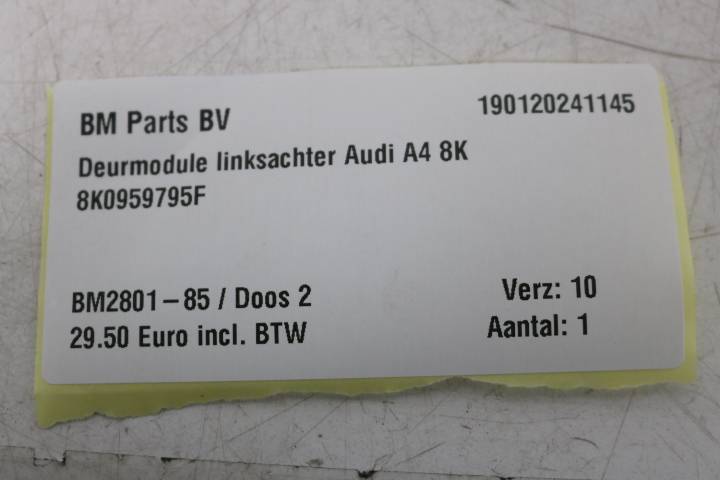 BM Parts BV 190120241145
Deurmodule linksachter Audi A4 8K
8K0959795F
BM2801-85 / Doos 2 Verz: 10
29.50 Euro incl. BTW Aantal: 1